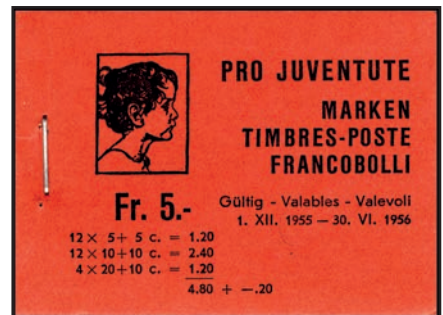 PRO JUVENTUTE
MARKEN
TIMBRES-POSTE
FRANCOBOLLI
Fr. 5.-
Gültig - Valables - Valevoli
1. XII. 1955 — 30. VI. 1956
12 × 5+ 5 c. = 1.20
12 × 10+10 c. = 2.40
4 × 20+10 c. = 1.20
4.80 + —.20